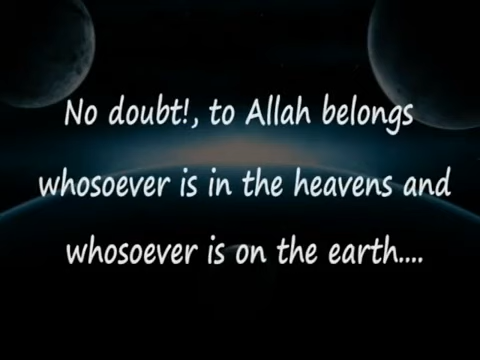 No doubt!, to Allah belongs
whosoever is in the heavens and
whosoever is on the earth....